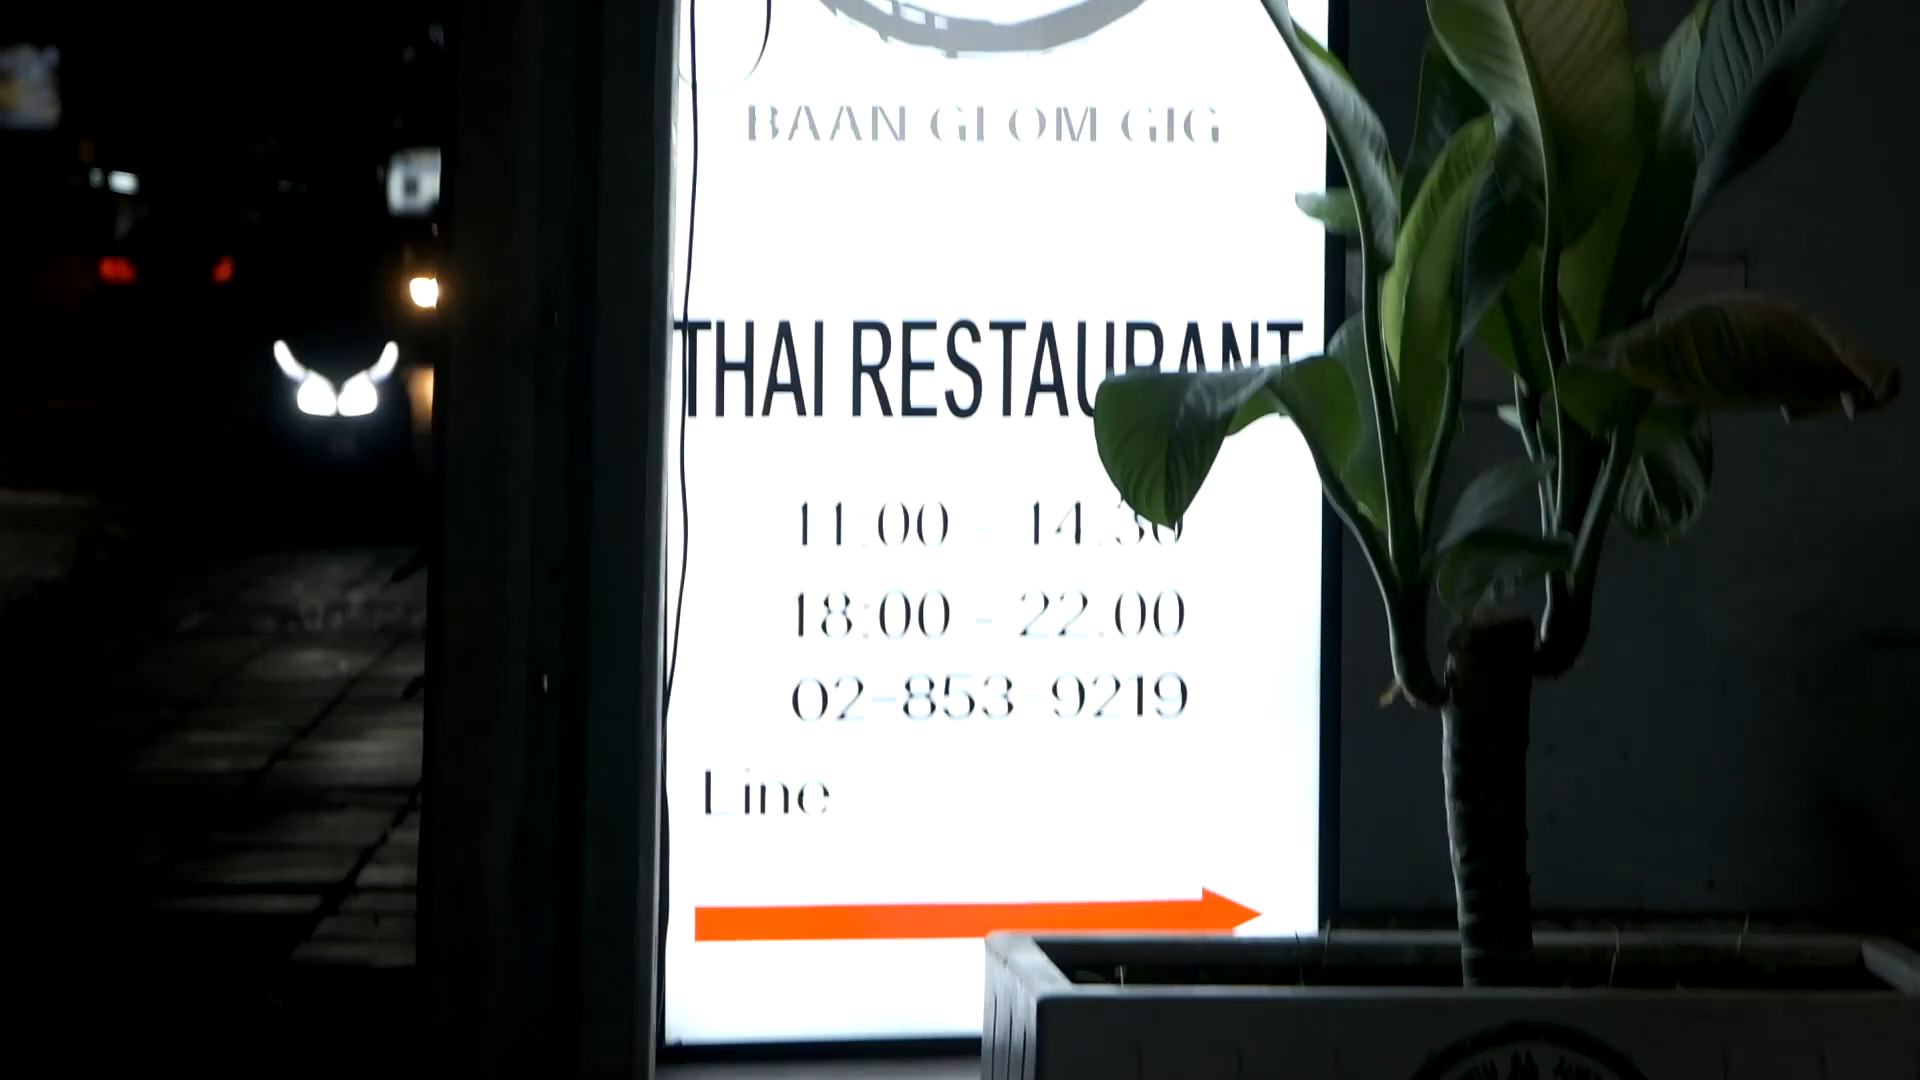 BAAN GLOM GIG
THAI RESTAURANT
11:00 - 14.30
18:00 - 22.00
02-853-9219
Line